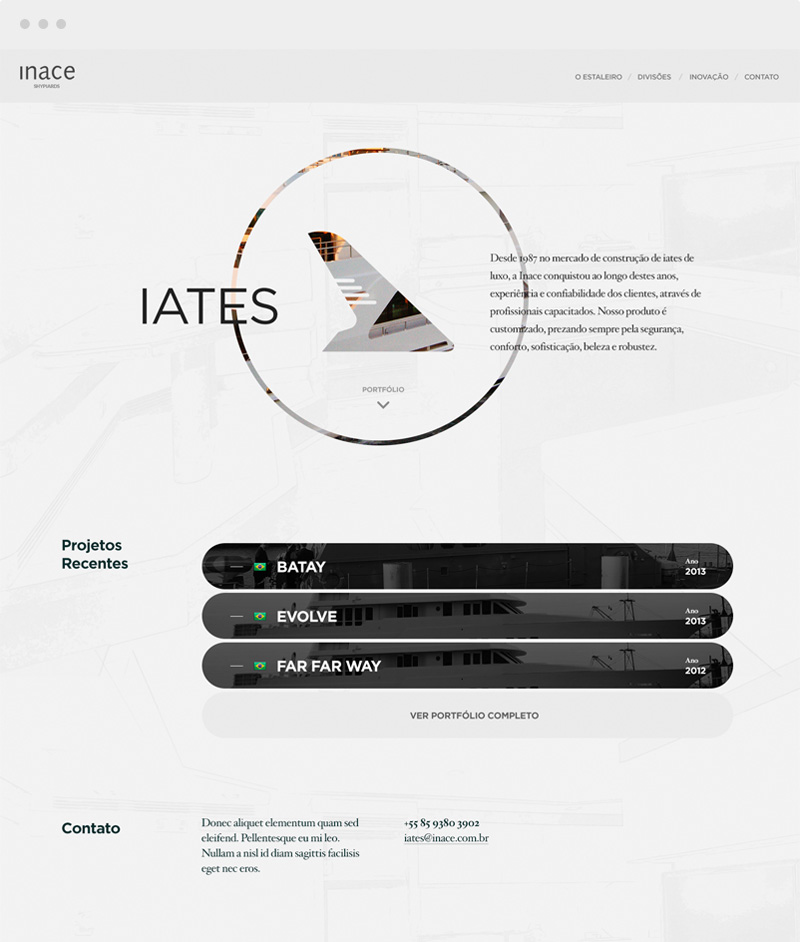 ınace
SHYPIARDS
O ESTALEIRO / DIVISÕES / INOVAÇÃO / CONTATO
IATES
Desde 1987 no mercado de construção de iates de
luxo, a Inace conquistou ao longo destes anos,
experiência e confiabilidade dos clientes, através de
profissionais capacitados. Nosso produto é
customizado, prezando sempre pela segurança,
conforto, sofisticação, beleza e robustez.
PORTFÓLIO
Projetos
Recentes
BATAY
Ano
2013
EVOLVE
Ano
2013
FAR FAR WAY
Ano
2012
VER PORTFÓLIO COMPLETO
Contato
Donec aliquet elementum quam sed
eleifend. Pellentesque eu mi leo.
Nullam a nisl id diam sagittis facilisis
eget nec eros.
+55 85 9380 3902
iates@inace.com.br